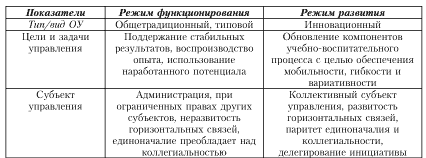 Показатели Режим функционирования Режим развития
Тип/вид ОУ Общетрадиционный, типовой Инновационный
Цели и задачи управления
Поддержание стабильных
результатов, воспроизводство
опыта, использование
наработанного потенциала
Обновление компонентов
учебно-воспитательного
процесса с целью обеспечения
мобильности, гибкости и
вариативности
Субъект
управления
Администрация, при
ограниченных правах других
субъектов, неразвитость
горизонтальных связей,
единоначалие преобладает над
коллегиальностью
Коллективный субъект
управления, развитость
горизонтальных связей,
паритет единоначалия и
коллегиальности,
делегирование инициативы